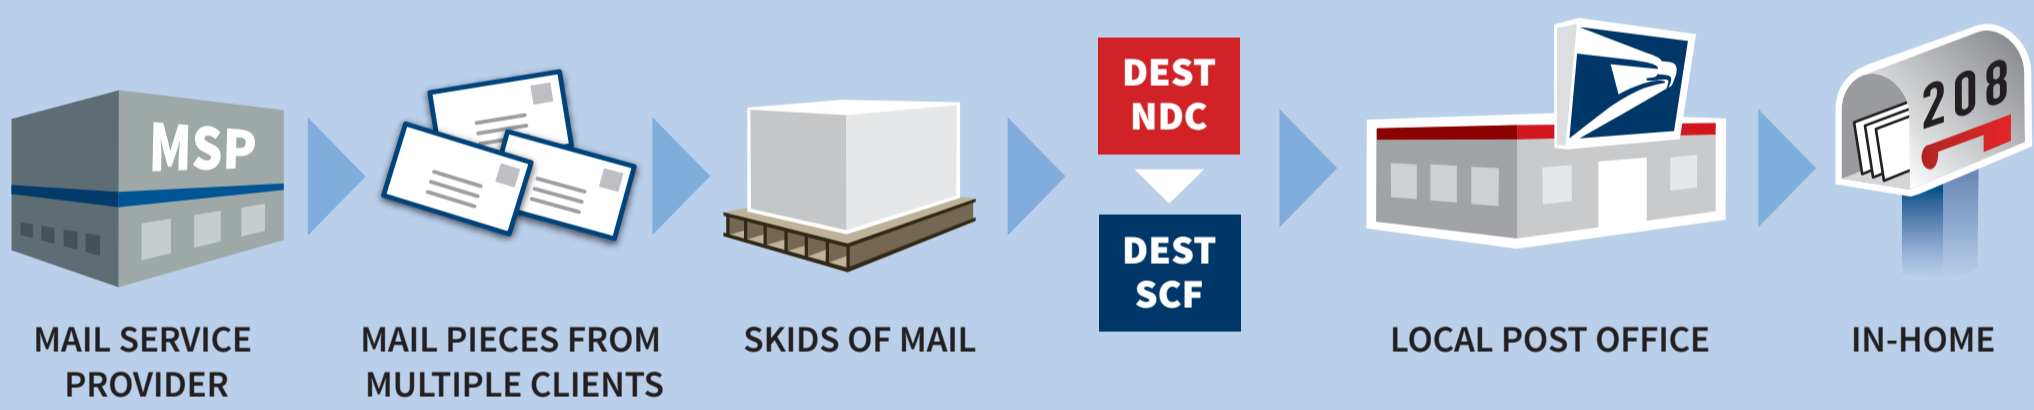 MSP
MAIL SERVICE
PROVIDER
MAIL PIECES FROM
MULTIPLE CLIENTS
SKIDS OF MAIL
DEST
NDC
DEST
SCF
LOCAL POST OFFICE
208
IN-HOME